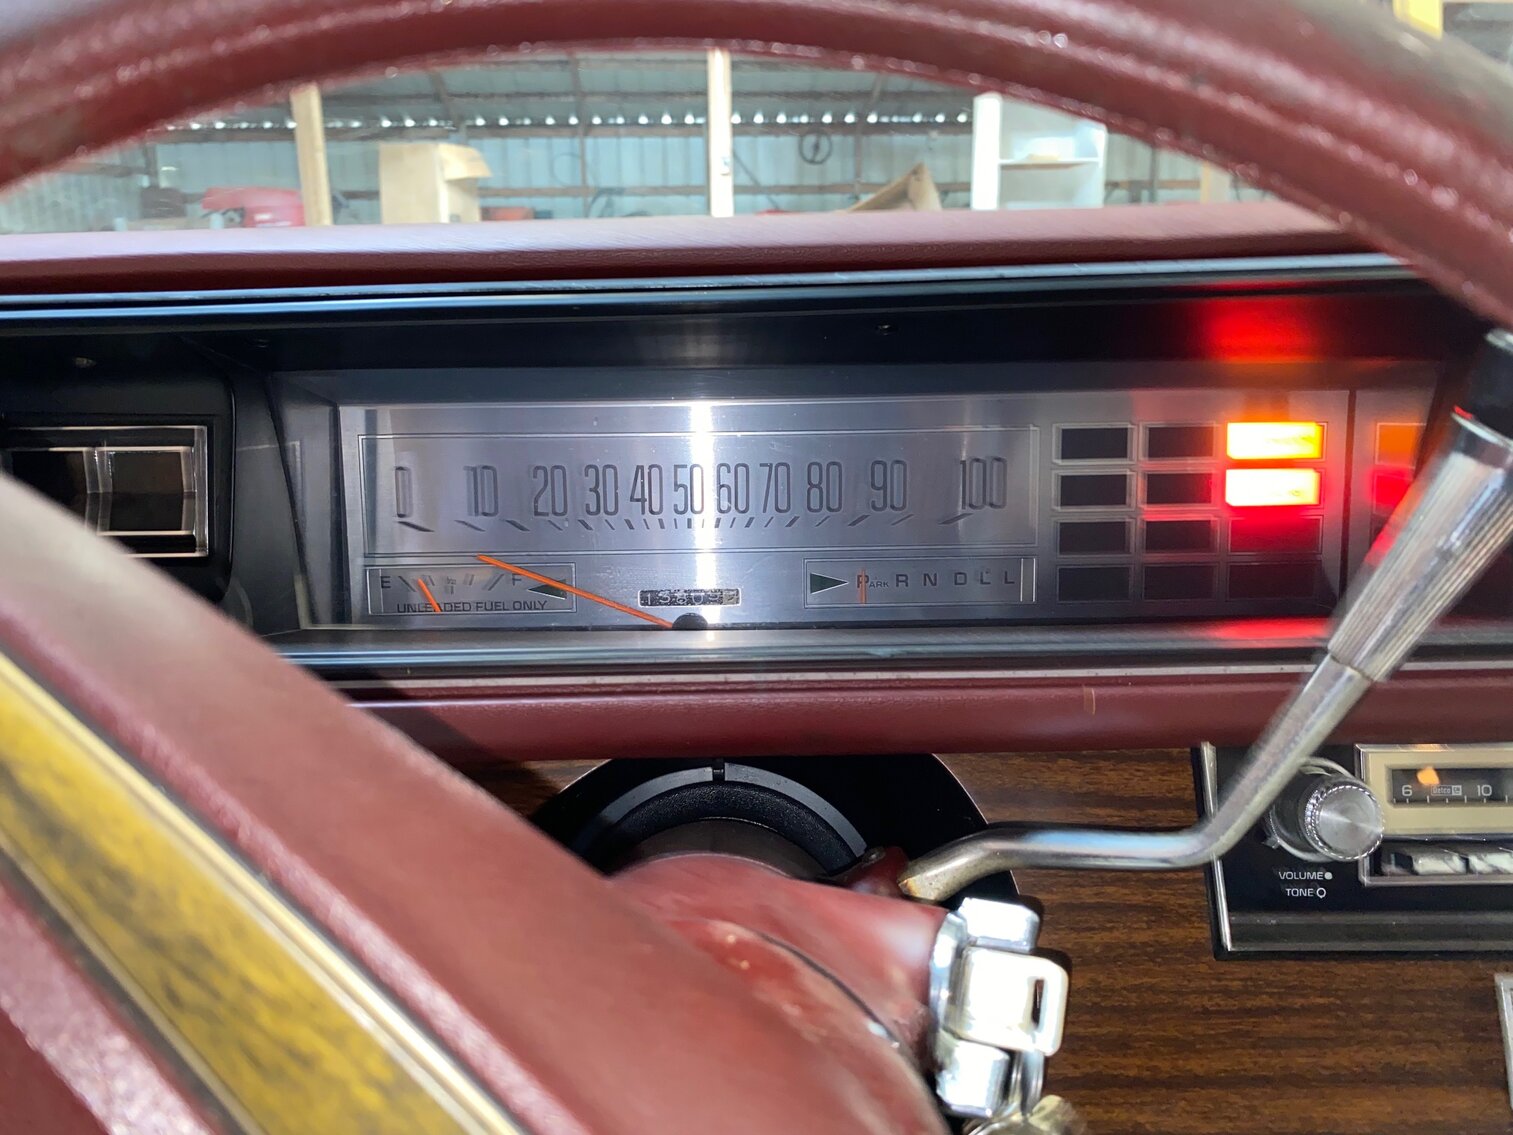 0 10 20 30 40 50 60 70 80 90 100
E F
UNLEADED FUEL ONLY
PARK R N D L L
6 Delco 10
VOLUME
TONE